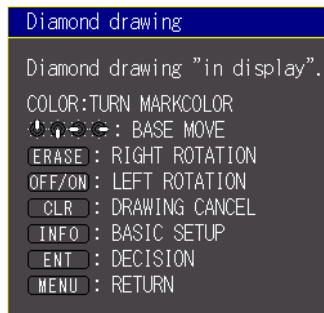 Diamond drawing
Diamond drawing "in display".
COLOR:TURN MARKCOLOR
: BASE MOVE
ERASE : RIGHT ROTATION
OFF/ON : LEFT ROTATION
CLR : DRAWING CANCEL
INFO : BASIC SETUP
ENT : DECISION
MENU : RETURN